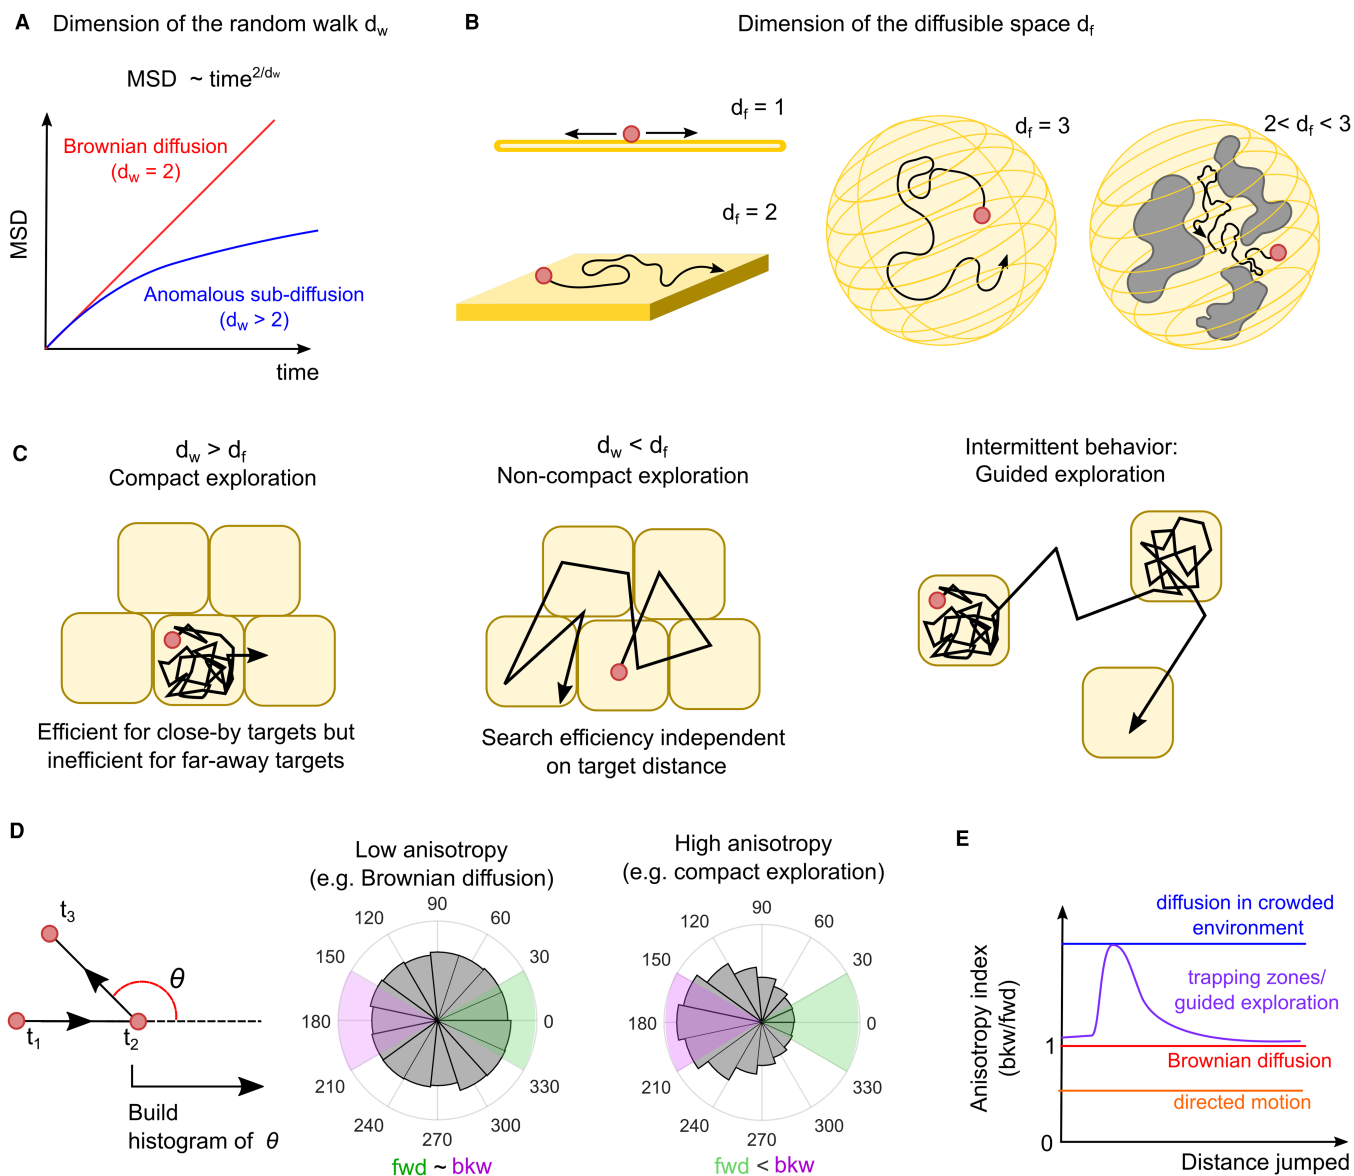 A
Dimension of the random walk dw
MSD ~ time2/dw
Brownian diffusion
(dw = 2)
Anomalous sub-diffusion
(dw > 2)
MSD
time
B
Dimension of the diffusible space df
df = 1
df = 2
df = 3
2< df < 3
C
dw > df
Compact exploration
Efficient for close-by targets but
inefficient for far-away targets
dw < df
Non-compact exploration
Search efficiency independent
on target distance
Intermittent behavior:
Guided exploration
D
t3
θ
t1
t2
Build
histogram of θ
Low anisotropy
(e.g. Brownian diffusion)
90
120
60
150
30
180
0
210
330
240
300
270
fwd ~ bkw
High anisotropy
(e.g. compact exploration)
90
120
60
150
30
180
0
210
330
240
300
270
fwd < bkw
E
diffusion in crowded
environment
trapping zones/
guided exploration
Brownian diffusion
directed motion
Anisotropy index
(bkw/fwd)
1
0
Distance jumped